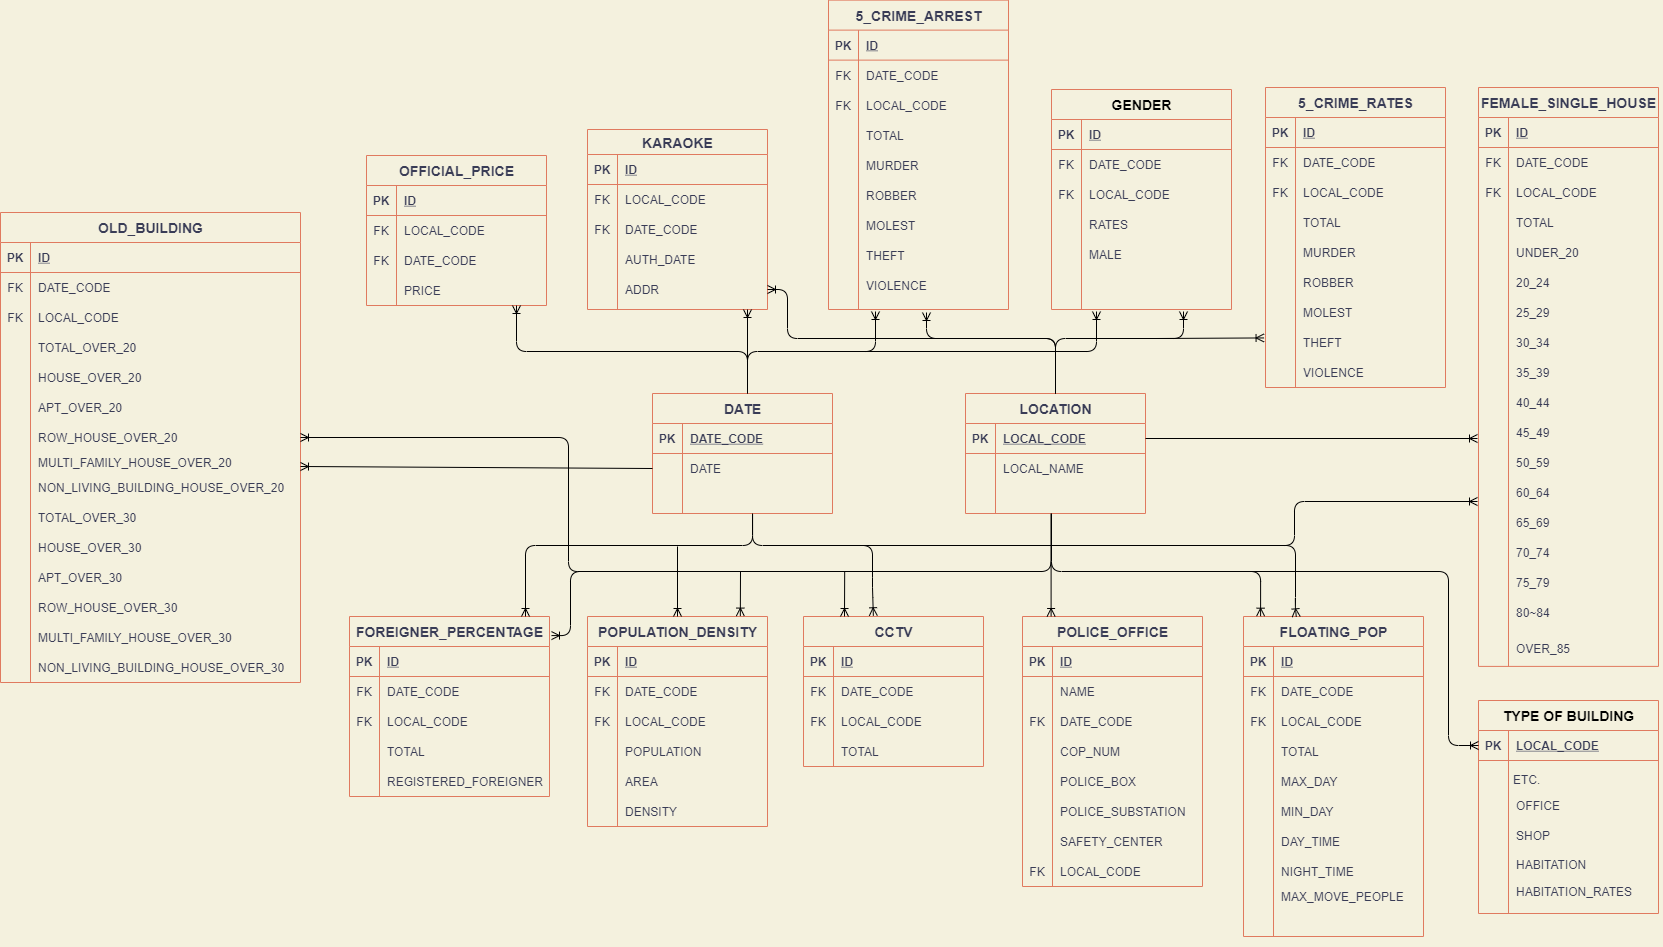 5_CRIME_ARREST
PK ID
FK DATE_CODE
FK LOCAL_CODE
TOTAL
MURDER
ROBBER
MOLEST
THEFT
VIOLENCE
GENDER
PK ID
FK DATE_CODE
FK LOCAL_CODE
RATES
MALE
5_CRIME_RATES
PK ID
FK DATE_CODE
FK LOCAL_CODE
TOTAL
MURDER
ROBBER
MOLEST
THEFT
VIOLENCE
FEMALE_SINGLE_HOUSE
PK ID
FK DATE_CODE
FK LOCAL_CODE
TOTAL
UNDER_20
20_24
25_29
30_34
35_39
40_44
45_49
50_59
60_64
65_69
70_74
75_79
80~84
OVER_85
KARAOKE
PK ID
FK LOCAL_CODE
FK DATE_CODE
AUTH_DATE
ADDR
OFFICIAL_PRICE
PK ID
FK LOCAL_CODE
FK DATE_CODE
PRICE
OLD_BUILDING
PK ID
FK DATE_CODE
FK LOCAL_CODE
TOTAL_OVER_20
HOUSE_OVER_20
APT_OVER_20
ROW_HOUSE_OVER_20
MULTI_FAMILY_HOUSE_OVER_20
NON_LIVING_BUILDING_HOUSE_OVER_20
TOTAL_OVER_30
HOUSE_OVER_30
APT_OVER_30
ROW_HOUSE_OVER_30
MULTI_FAMILY_HOUSE_OVER_30
NON_LIVING_BUILDING_HOUSE_OVER_30
DATE
PK DATE_CODE
DATE
LOCATION
PK LOCAL_CODE
LOCAL_NAME
FOREIGNER_PERCENTAGE
PK ID
FK DATE_CODE
FK LOCAL_CODE
TOTAL
REGISTERED_FOREIGNER
POPULATION_DENSITY
PK ID
FK DATE_CODE
FK LOCAL_CODE
POPULATION
AREA
DENSITY
CCTV
PK ID
FK DATE_CODE
FK LOCAL_CODE
TOTAL
POLICE_OFFICE
PK ID
NAME
FK DATE_CODE
COP_NUM
POLICE_BOX
POLICE_SUBSTATION
SAFETY_CENTER
FK LOCAL_CODE
FLOATING_POP
PK ID
FK DATE_CODE
FK LOCAL_CODE
TOTAL
MAX_DAY
MIN_DAY
DAY_TIME
NIGHT_TIME
MAX_MOVE_PEOPLE
TYPE OF BUILDING
PK LOCAL_CODE
ETC.
OFFICE
SHOP
HABITATION
HABITATION_RATES